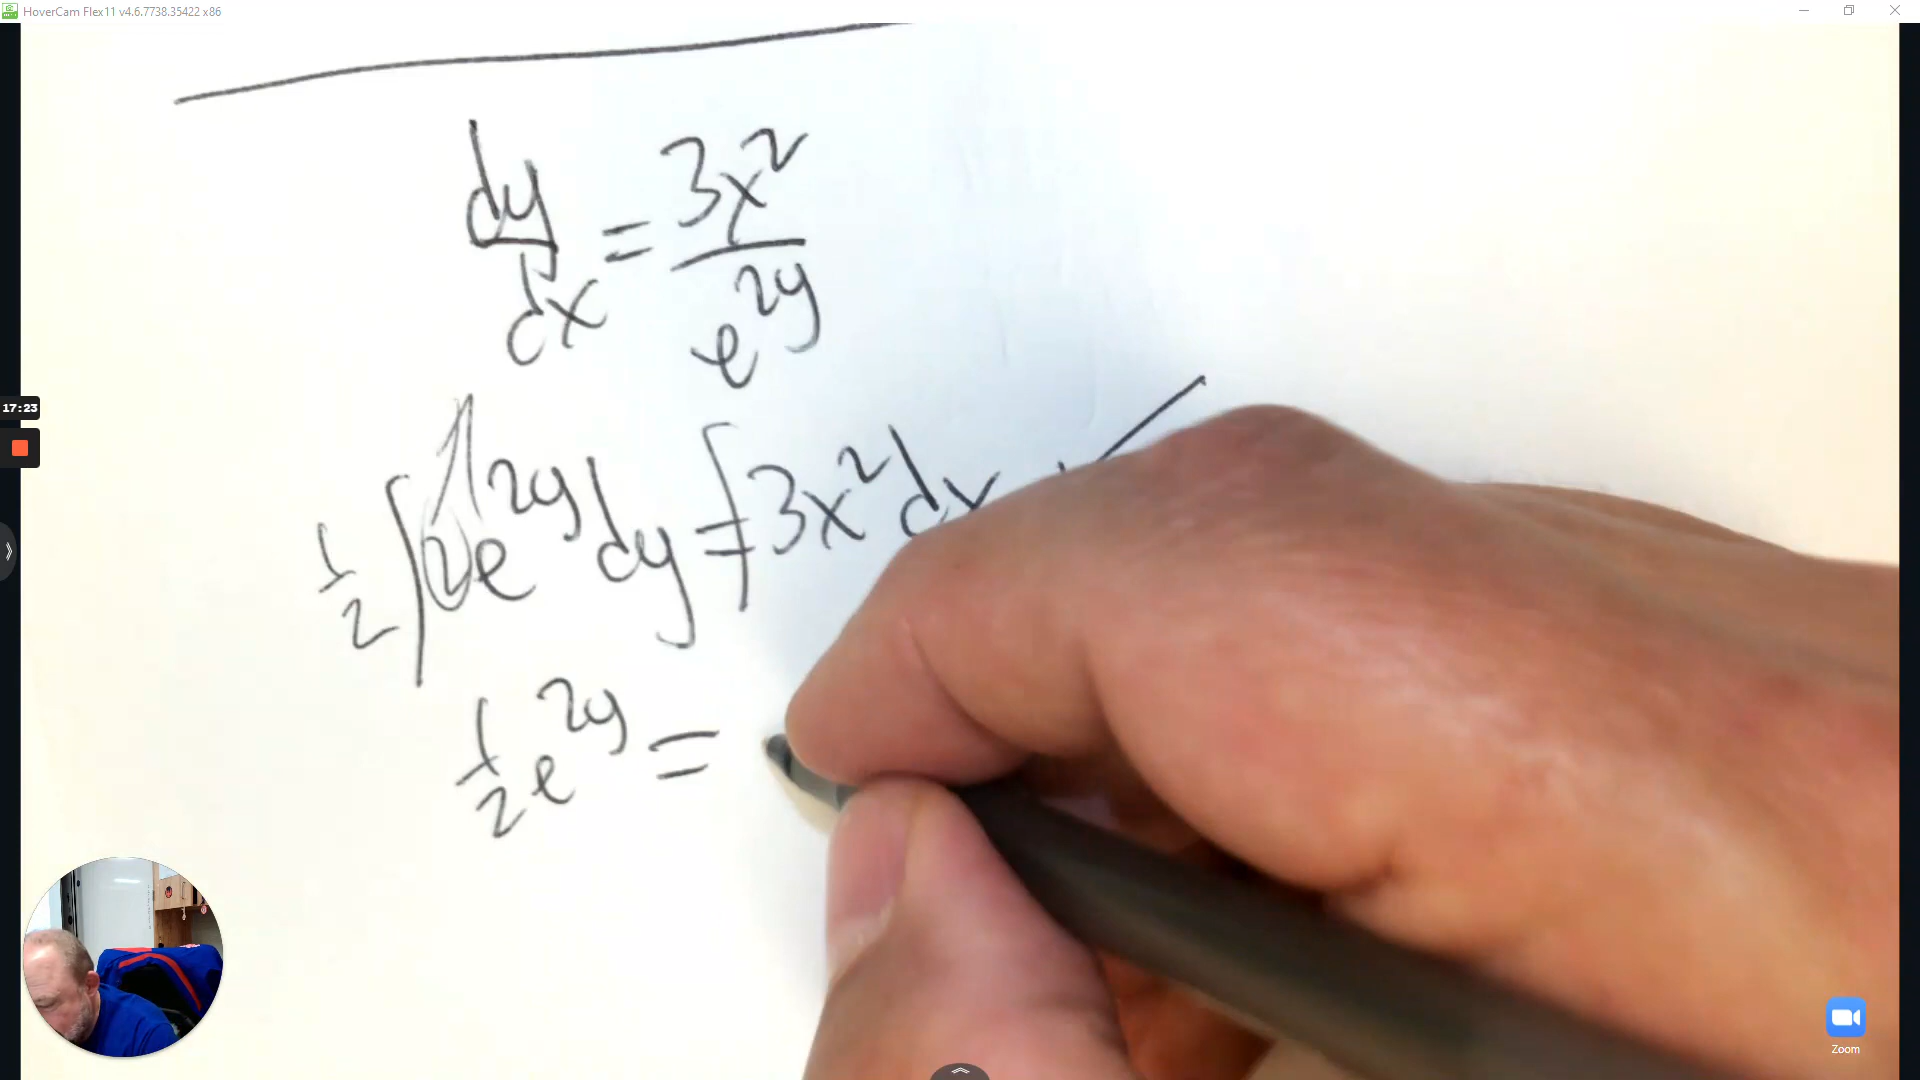 HoverCam Flex11 v4.6.7738.35422 x86
dy/dx = 3x²/e^2y
17:23
1/2 ∫ 2e^2y dy = ∫ 3x² dx
1/2 e^2y =
Zoom